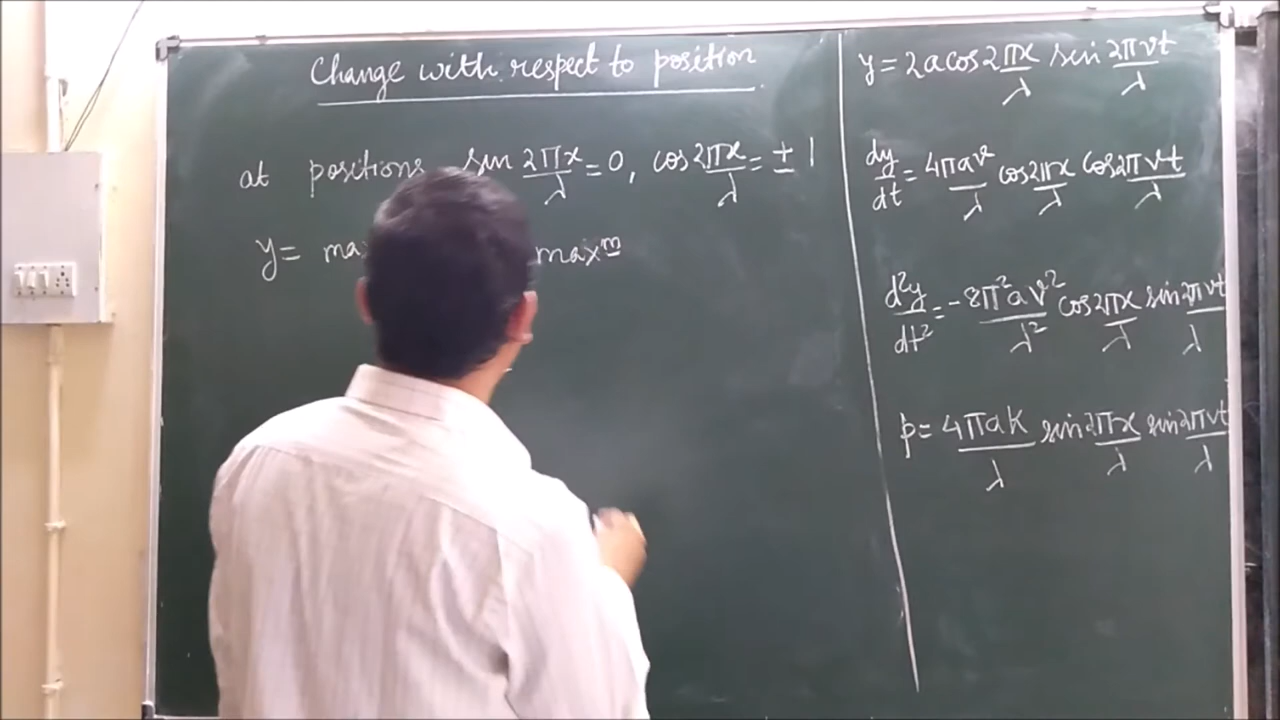 Change with respect to position
at positions sin 2πx/λ = 0, cos 2πx/λ = ± 1
y = maxᵐ
y = 2a cos 2πx/λ sin 2πvt/λ
dy/dt = 4πav/λ cos 2πx/λ cos 2πvt/λ
d²y/dt² = -8π²av²/λ² cos 2πx/λ sin 2πvt/λ
p = 4πak/λ sin 2πx/λ sin 2πvt/λ